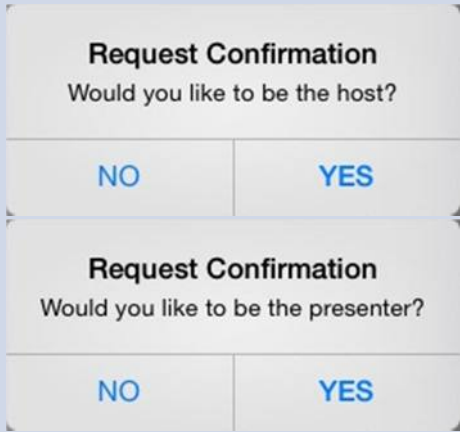 Request Confirmation
Would you like to be the host?
NO YES
Request Confirmation
Would you like to be the presenter?
NO YES